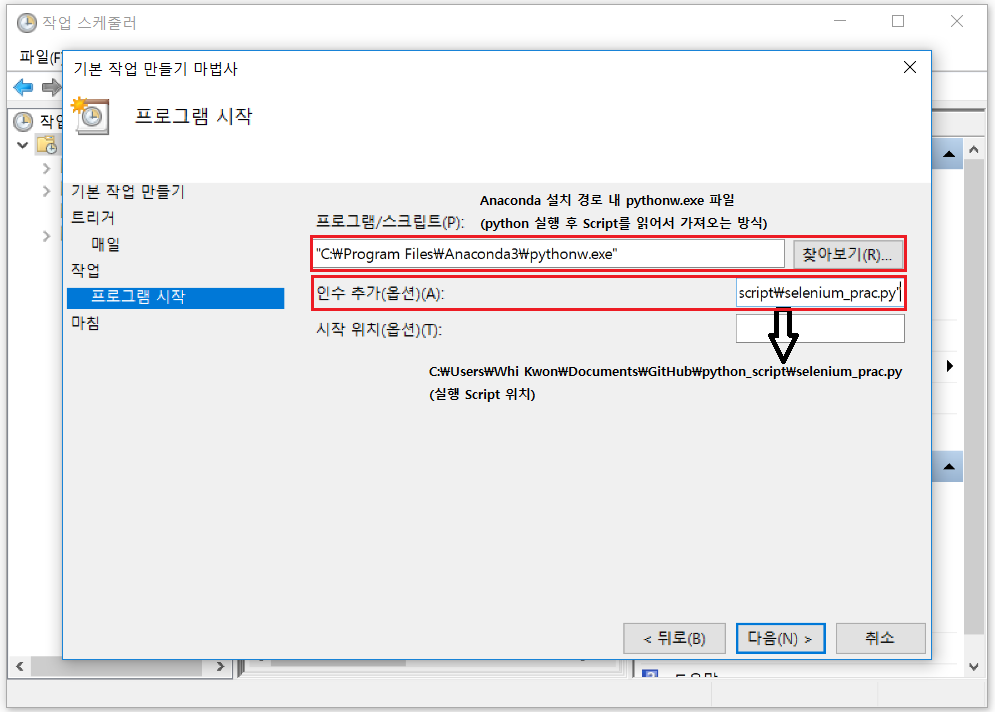 작업 스케줄러
파일(F
기본 작업 만들기 마법사
프로그램 시작
작업
기본 작업 만들기
트리거
매일
작업
프로그램 시작
마침
Anaconda 설치 경로 내 pythonw.exe 파일
프로그램/스크립트(P):
(python 실행 후 Script를 읽어서 가져오는 방식)
"C:₩Program Files₩Anaconda3₩pythonw.exe"
찾아보기(R)...
인수 추가(옵션)(A):
script₩selenium_prac.py"
시작 위치(옵션)(T):
C:₩Users₩Whi Kwon₩Documents₩GitHub₩python_script₩selenium_prac.py
(실행 Script 위치)
< 뒤로(B)
다음(N) >
취소
도움말